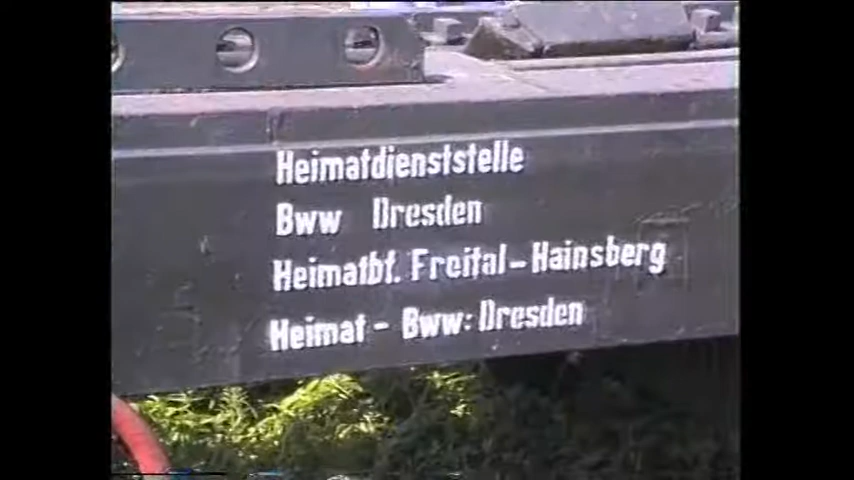 Heimatdienststelle
Bww Dresden
Heimatbf. Freital-Hainsberg
Heimat-Bww: Dresden